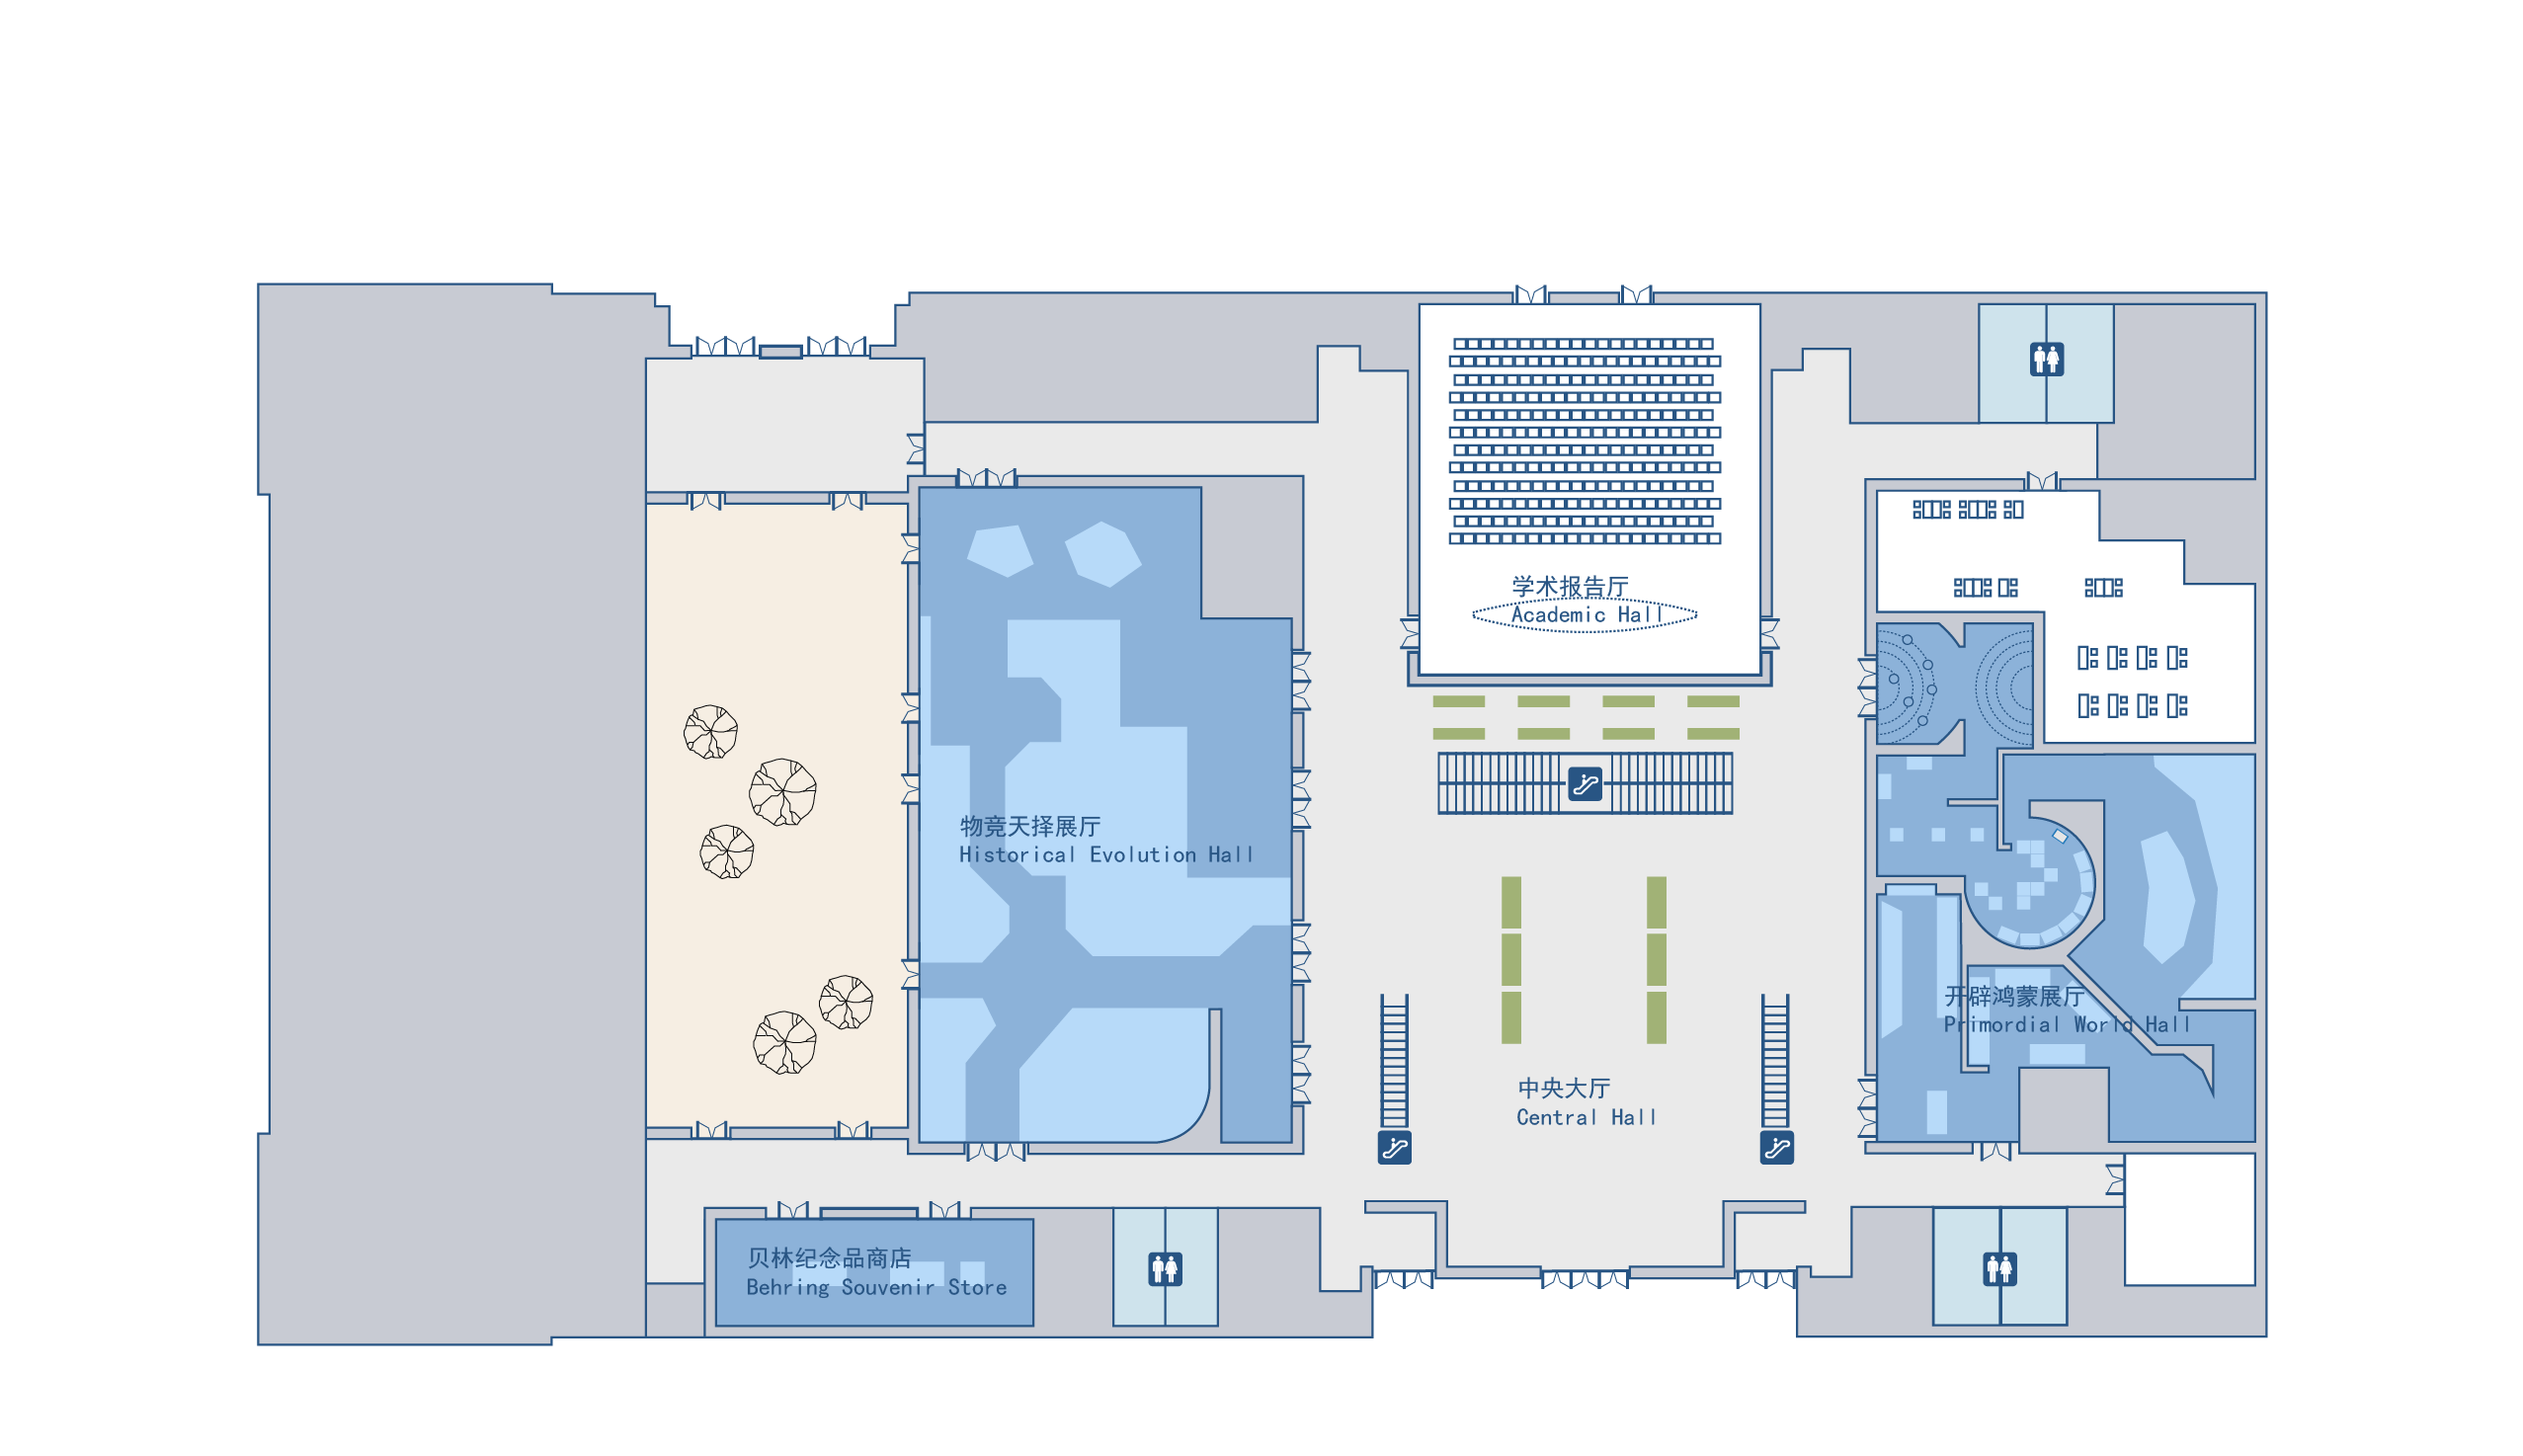 学术报告厅
Academic Hall
物竞天择展厅
Historical Evolution Hall
开辟鸿蒙展厅
Primordial World Hall
中央大厅
Central Hall
贝林纪念品商店
Behring Souvenir Store